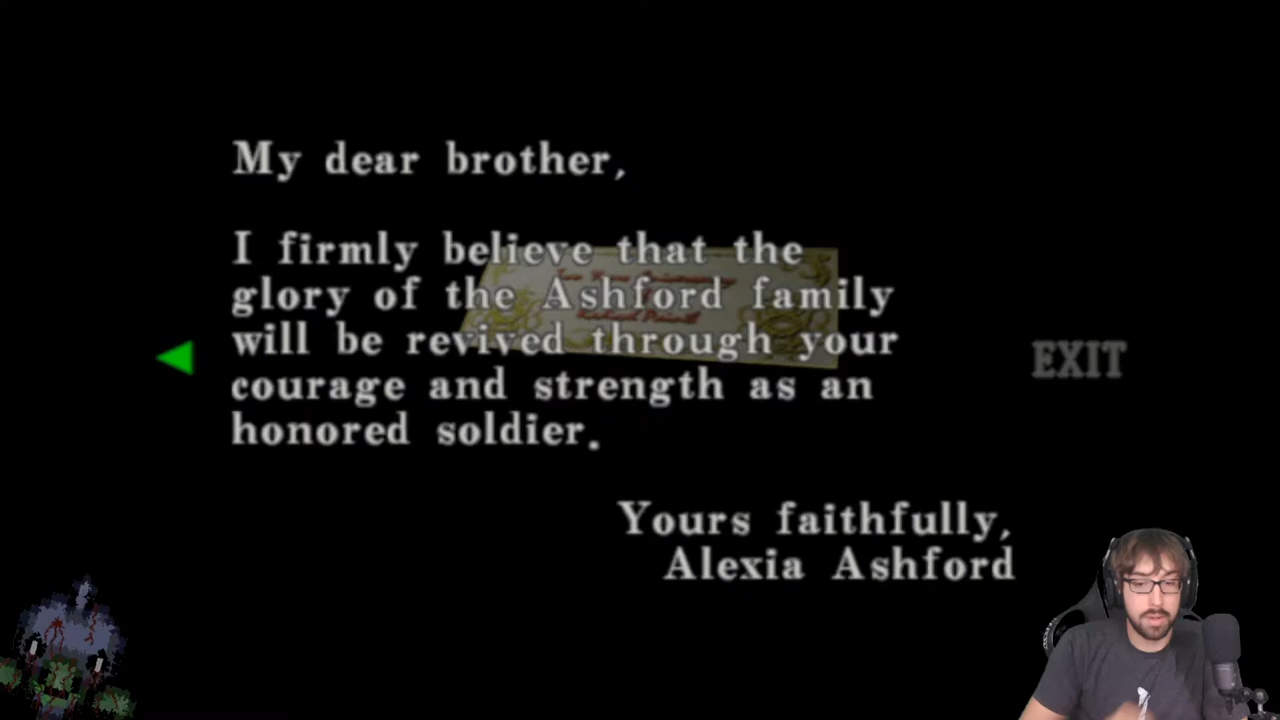 My dear brother,
I firmly believe that the
glory of the Ashford family
will be revived through your
courage and strength as an
honored soldier.
Yours faithfully,
Alexia Ashford
EXIT